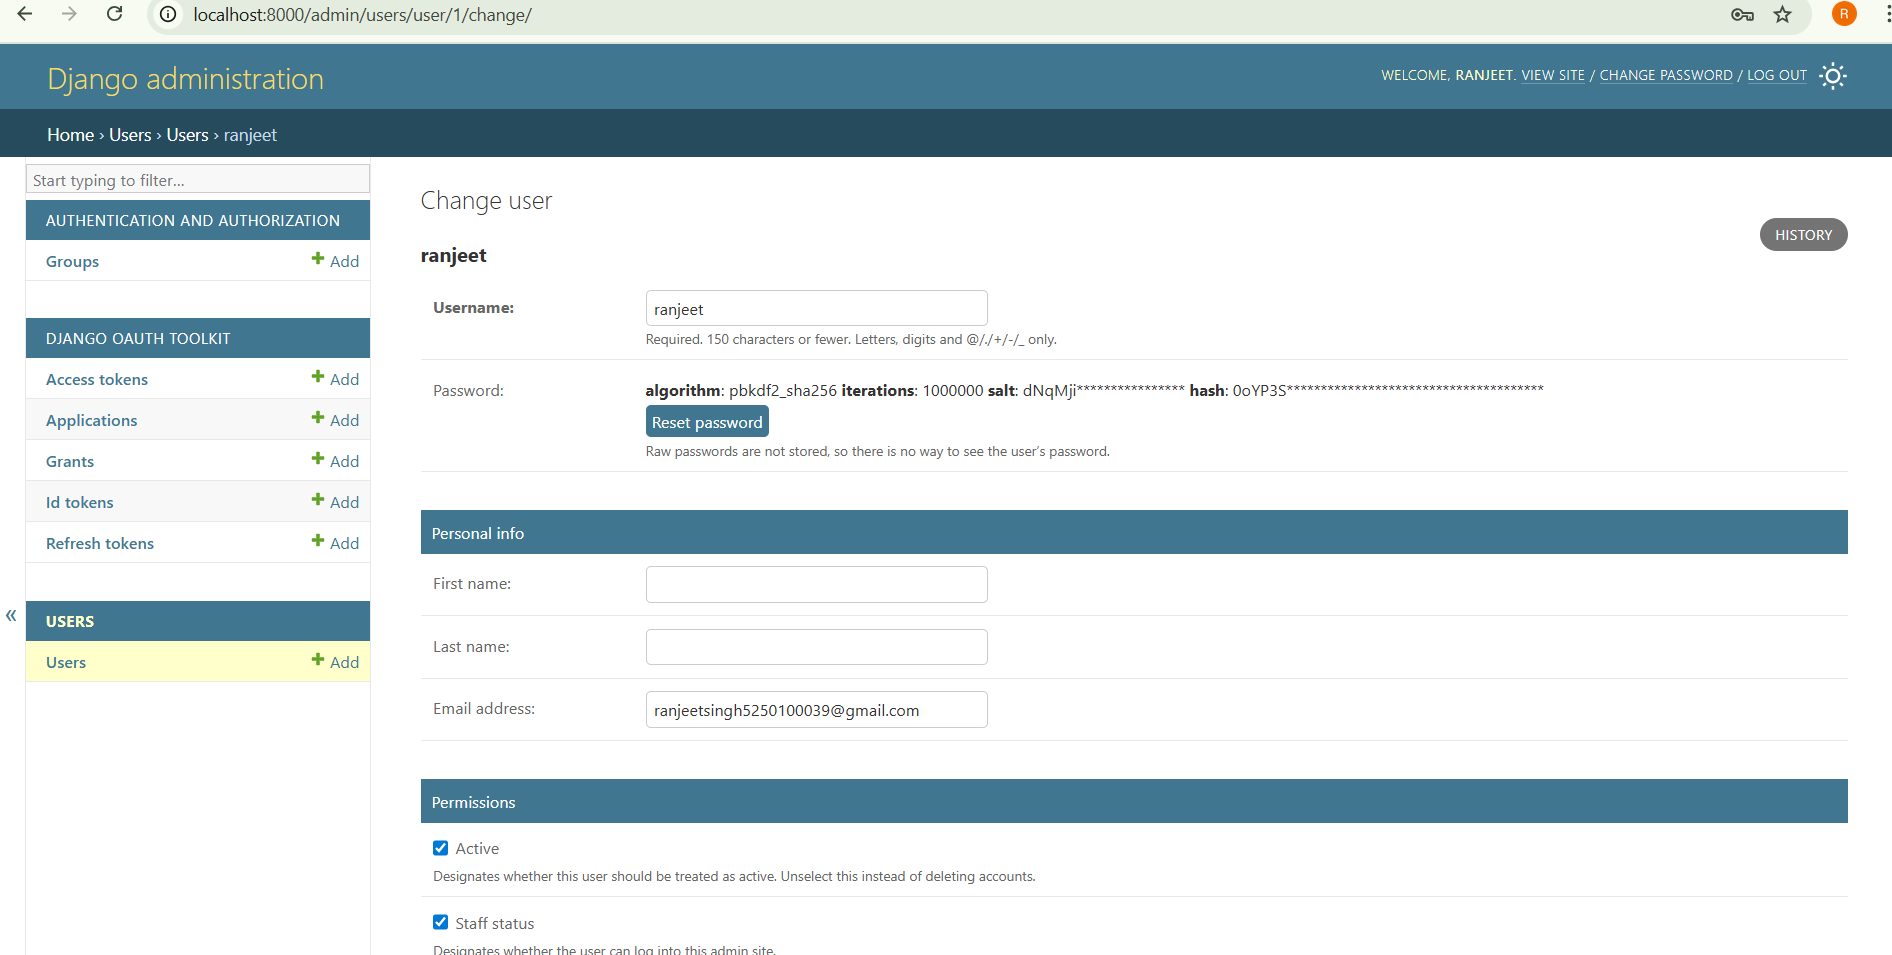 localhost:8000/admin/users/user/1/change/
R
Django administration
WELCOME, RANJEET. VIEW SITE / CHANGE PASSWORD / LOG OUT
Home › Users › Users › ranjeet
Start typing to filter...
AUTHENTICATION AND AUTHORIZATION
Groups Add
DJANGO OAUTH TOOLKIT
Access tokens Add
Applications Add
Grants Add
Id tokens Add
Refresh tokens Add
«
USERS
Users Add
Change user
HISTORY
ranjeet
Username: ranjeet
Required. 150 characters or fewer. Letters, digits and @/./+/-/_ only.
Password: algorithm: pbkdf2_sha256 iterations: 1000000 salt: dNqMji**************** hash: 0oYP3S**************************************
Reset password
Raw passwords are not stored, so there is no way to see the user’s password.
Personal info
First name:
Last name:
Email address: ranjeetsingh5250100039@gmail.com
Permissions
Active
Designates whether this user should be treated as active. Unselect this instead of deleting accounts.
Staff status
Designates whether the user can log into this admin site.